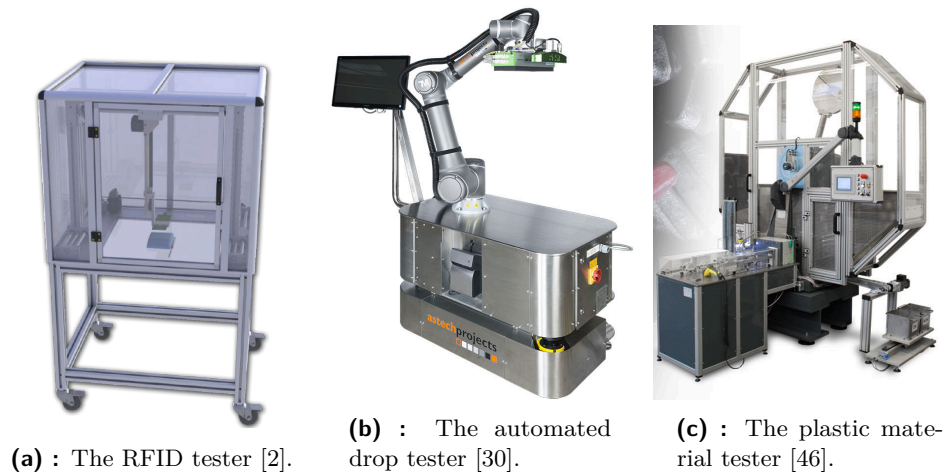 astechprojects
(a) : The RFID tester [2].
(b) : The automated
drop tester [30].
(c) : The plastic mate-
rial tester [46].